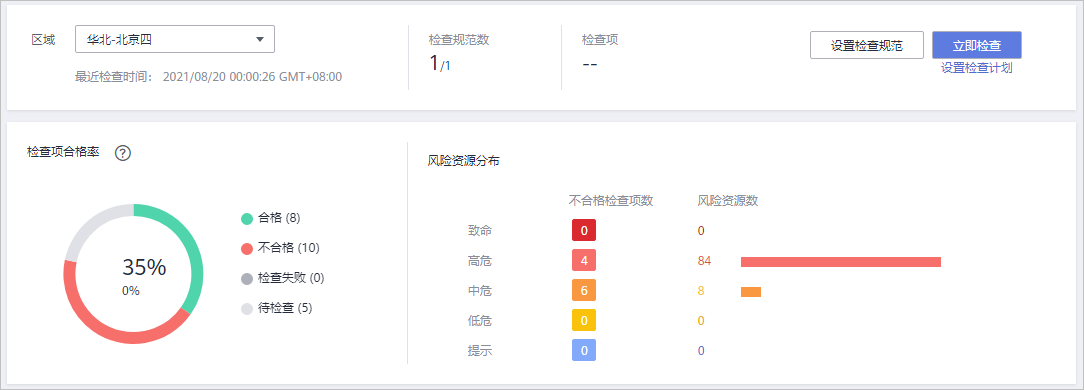 区域 华北-北京四
最近检查时间： 2021/08/20 00:00:26 GMT+08:00
检查规范数
1/1
检查项
--
设置检查规范 立即检查
设置检查计划
检查项合格率 ?
35%
0%
合格 (8)
不合格 (10)
检查失败 (0)
待检查 (5)
风险资源分布
不合格检查项数 风险资源数
致命 0 0
高危 4 84
中危 6 8
低危 0 0
提示 0 0